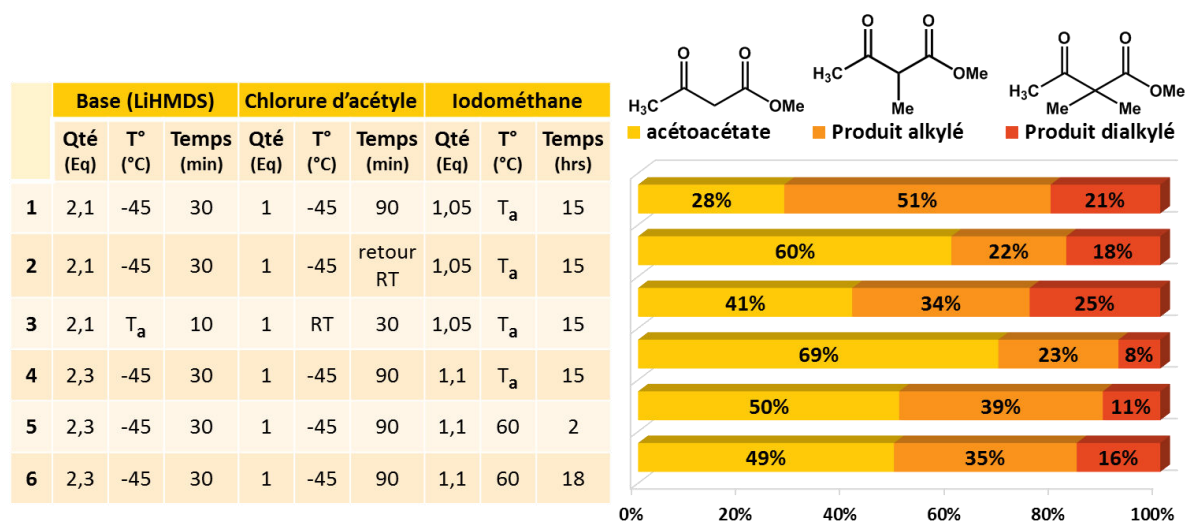 Base (LiHMDS) Chlorure d'acétyle Iodométhane
Qté (Eq) T° (°C) Temps (min) Qté (Eq) T° (°C) Temps (min) Qté (Eq) T° (°C) Temps (hrs)
1 2,1 -45 30 1 -45 90 1,05 Ta 15
2 2,1 -45 30 1 -45 retour RT 1,05 Ta 15
3 2,1 Ta 10 1 RT 30 1,05 Ta 15
4 2,3 -45 30 1 -45 90 1,1 Ta 15
5 2,3 -45 30 1 -45 90 1,1 60 2
6 2,3 -45 30 1 -45 90 1,1 60 18
O O
H₃C OMe
O O
H₃C OMe
Me
O O
H₃C OMe
Me Me
acétoacétate Produit alkylé Produit dialkylé
28% 51% 21%
60% 22% 18%
41% 34% 25%
69% 23% 8%
50% 39% 11%
49% 35% 16%
0% 20% 40% 60% 80% 100%